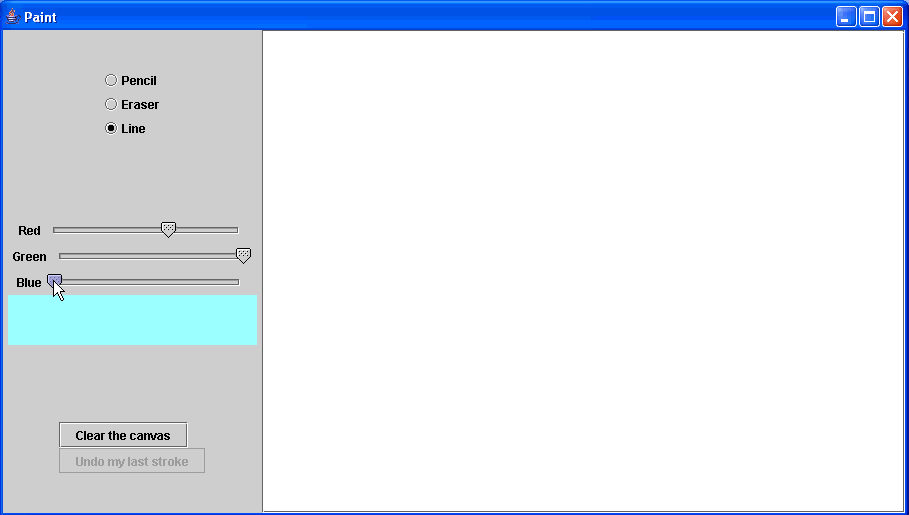 Paint
Pencil
Eraser
Line
Red
Green
Blue
Clear the canvas
Undo my last stroke